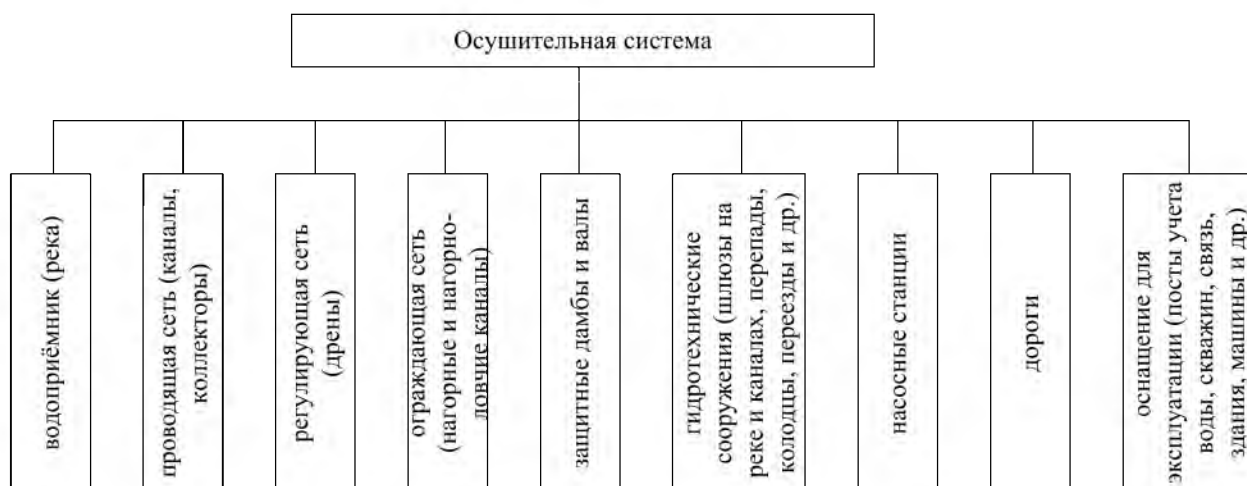 Осушительная система
водоприёмник (река)
проводящая сеть (каналы,
коллекторы)
регулирующая сеть
(дрены)
ограждающая сеть
(нагорные и нагорно-
ловчие каналы)
защитные дамбы и валы
гидротехнические
сооружения (шлюзы на
реке и каналах, перепады,
колодцы, переезды и др.)
насосные станции
дороги
оснащение для
эксплуатации (посты учета
воды, скважин, связь,
здания, машины и др.)